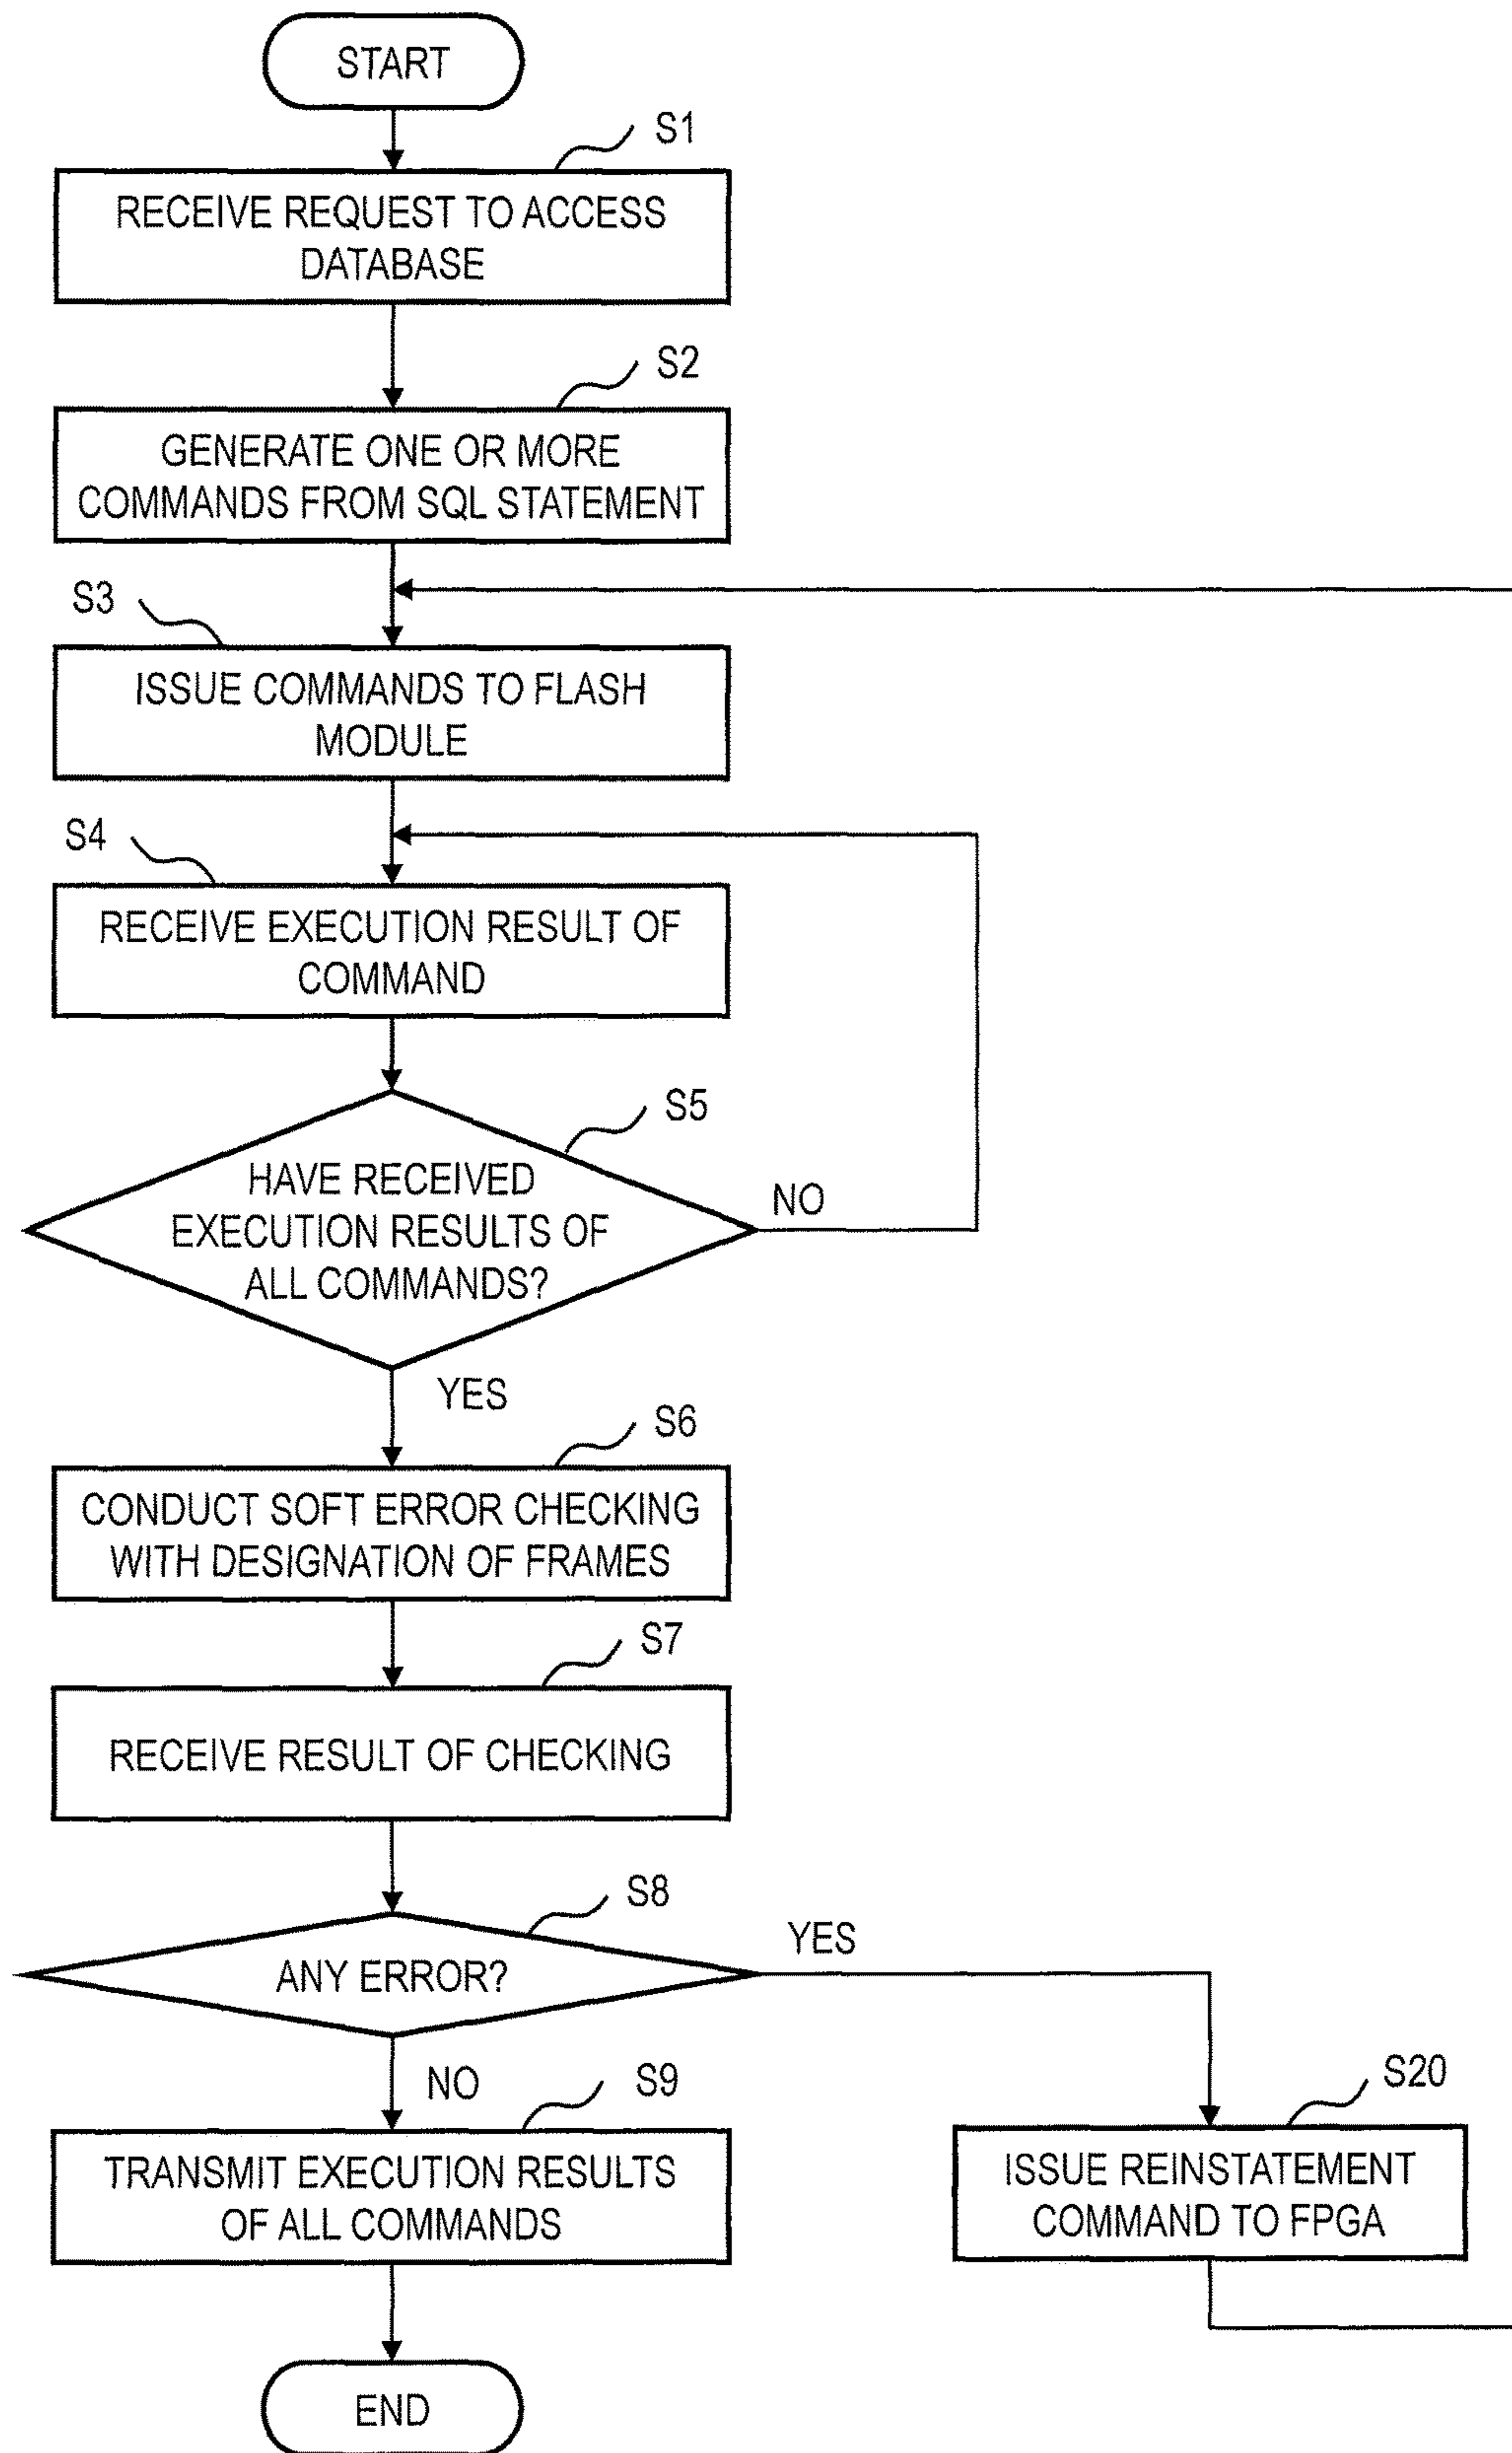 START
S1
RECEIVE REQUEST TO ACCESS
DATABASE
S2
GENERATE ONE OR MORE
COMMANDS FROM SQL STATEMENT
S3
ISSUE COMMANDS TO FLASH
MODULE
S4
RECEIVE EXECUTION RESULT OF
COMMAND
S5
HAVE RECEIVED
EXECUTION RESULTS OF
ALL COMMANDS?
NO
YES
S6
CONDUCT SOFT ERROR CHECKING
WITH DESIGNATION OF FRAMES
S7
RECEIVE RESULT OF CHECKING
S8
ANY ERROR?
YES
NO
S9
TRANSMIT EXECUTION RESULTS
OF ALL COMMANDS
S20
ISSUE REINSTATEMENT
COMMAND TO FPGA
END